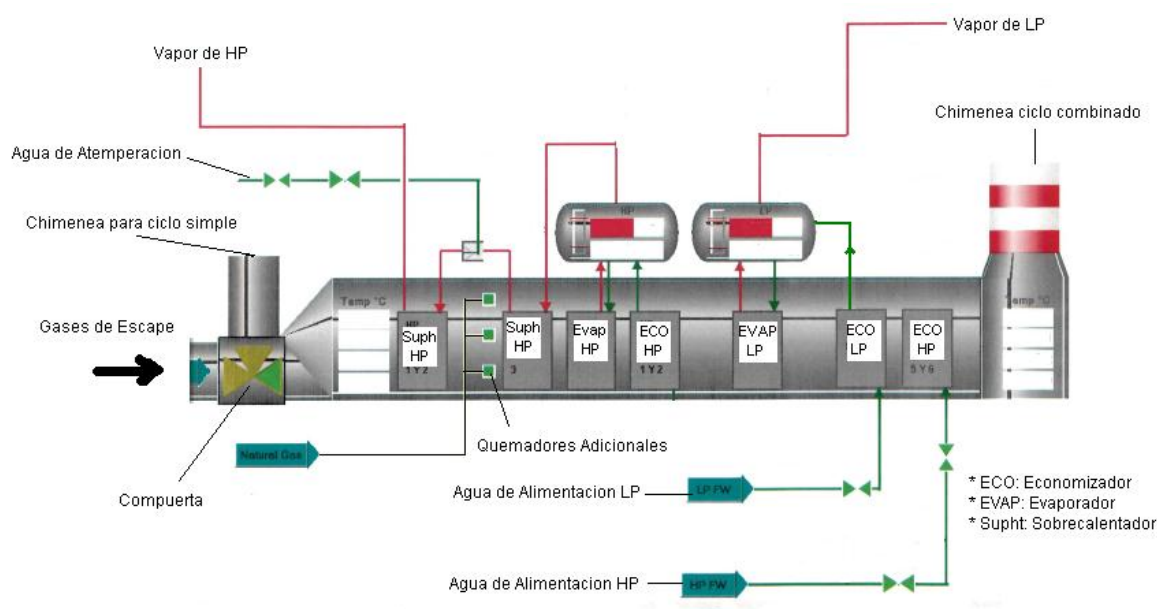 Vapor de HP
Vapor de LP
Chimenea ciclo combinado
Agua de Atemperacion
Chimenea para ciclo simple
HP
LP
Gases de Escape
Temp °C
Temp °C
HP
Suph
HP
1 Y 2
Suph
HP
3
Evap
HP
ECO
HP
1 Y 2
EVAP
LP
ECO
LP
ECO
HP
5 Y 6
Natural Gas
Quemadores Adicionales
Compuerta
Agua de Alimentacion LP
LP FW
* ECO: Economizador
* EVAP: Evaporador
* Supht: Sobrecalentador
Agua de Alimentacion HP
HP FW